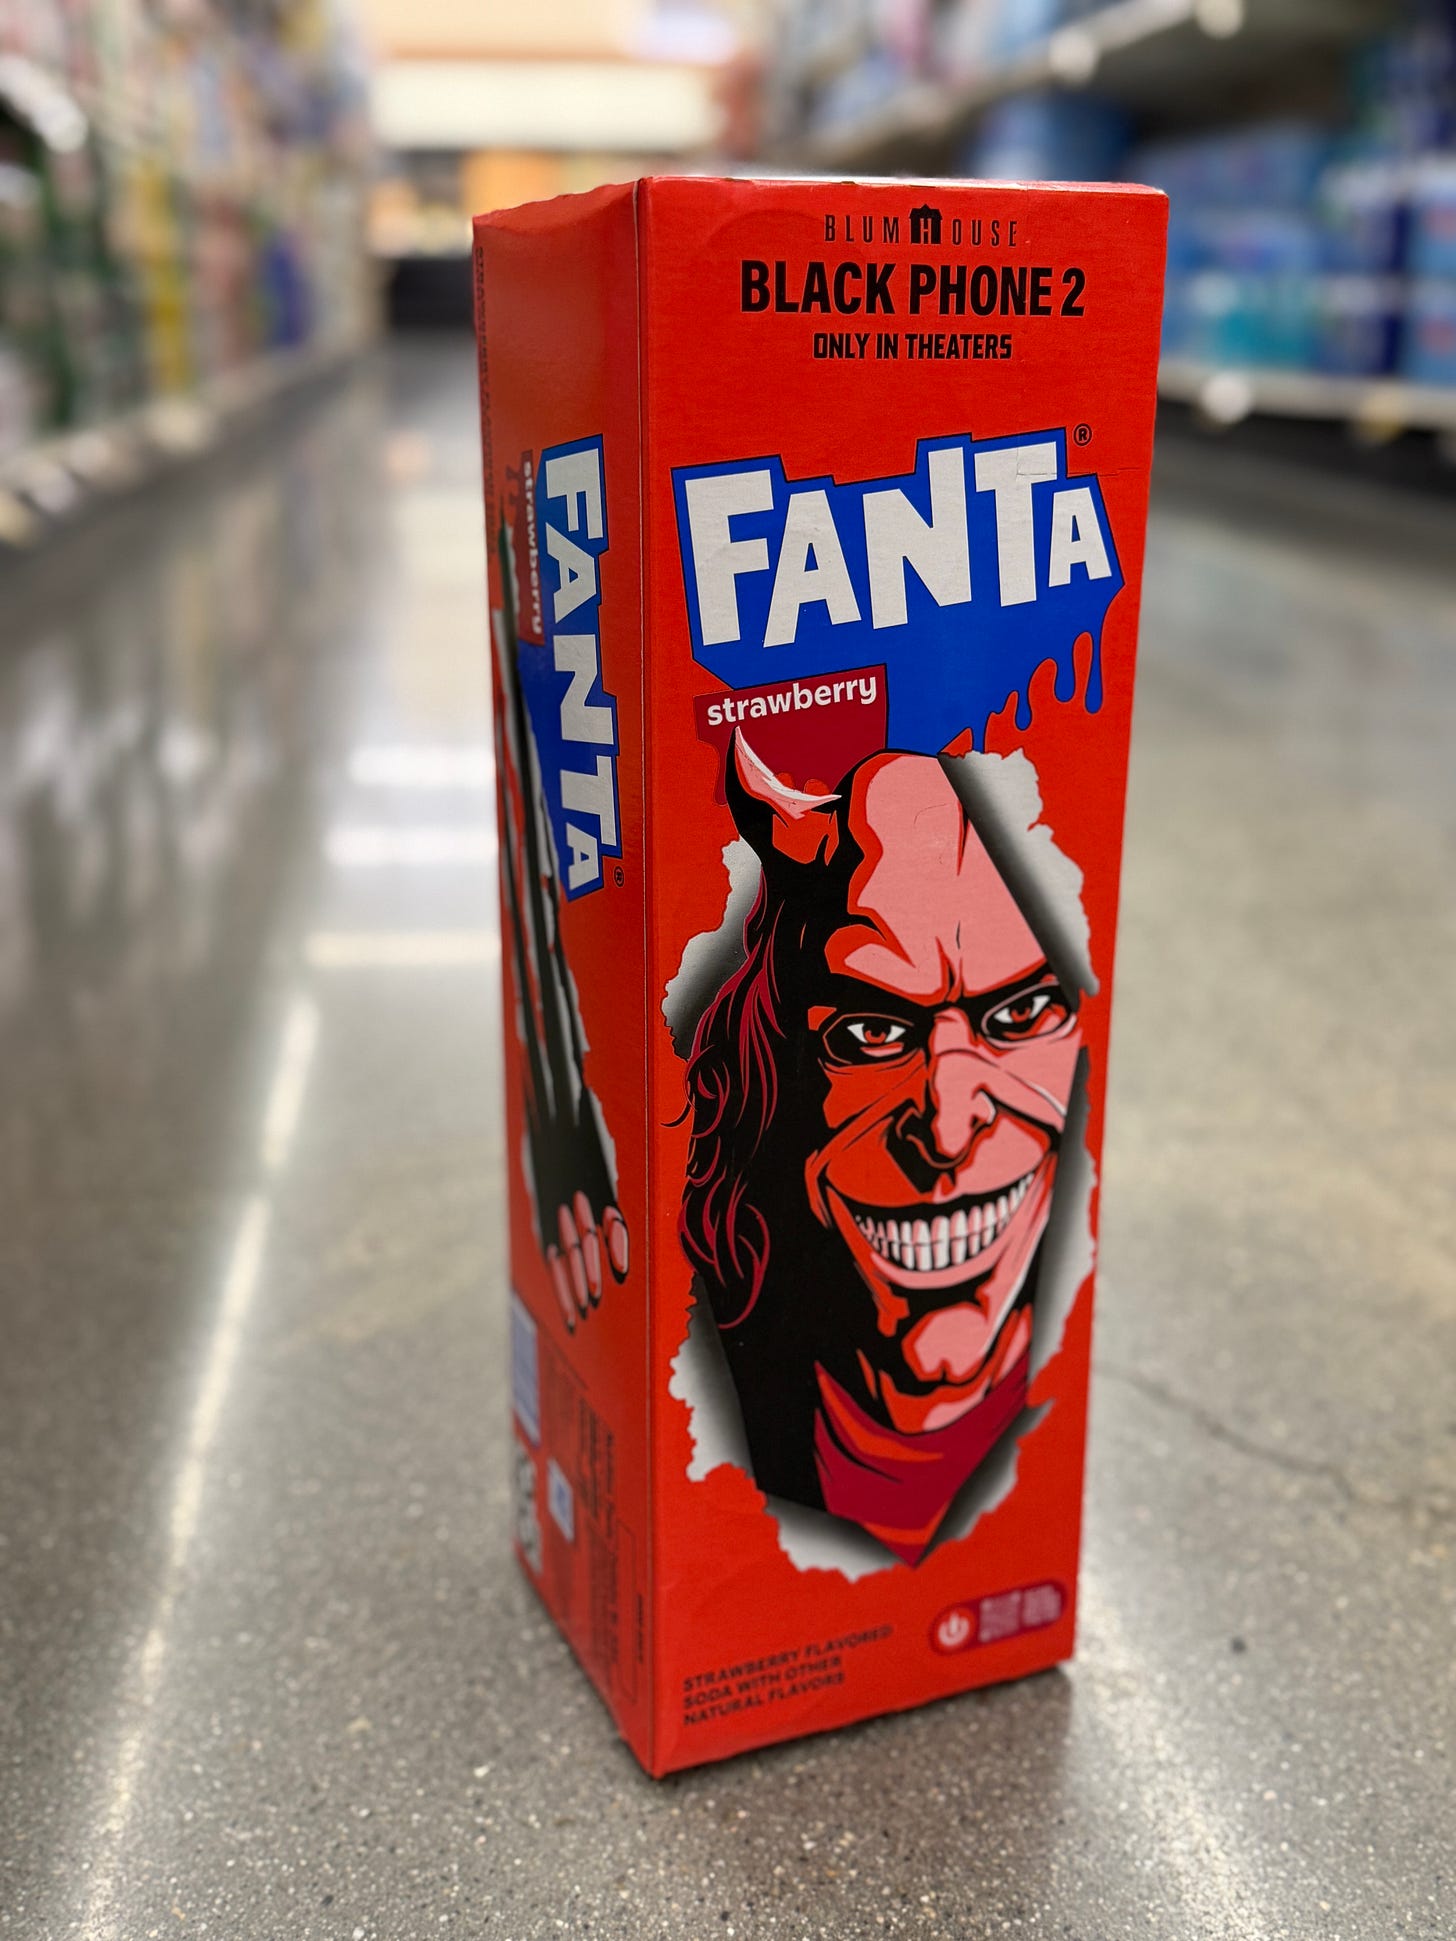 BLUMHOUSE
BLACK PHONE 2
ONLY IN THEATERS
FANTA®
strawberry
STRAWBERRY FLAVORED
SODA WITH OTHER
NATURAL FLAVORS
FANTA®
strawberry